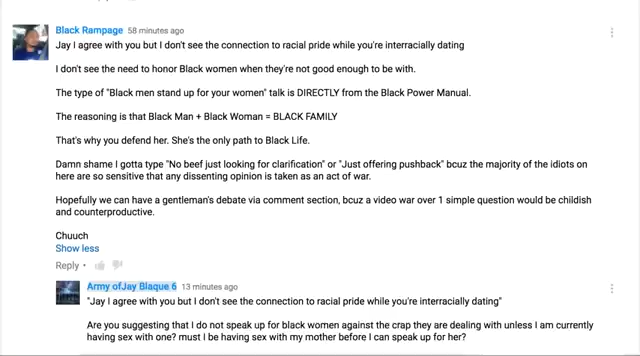 Black Rampage 58 minutes ago
Jay I agree with you but I don't see the connection to racial pride while you're interracially dating
I don't see the need to honor Black women when they're not good enough to be with.
The type of "Black men stand up for your women" talk is DIRECTLY from the Black Power Manual.
The reasoning is that Black Man + Black Woman = BLACK FAMILY
That's why you defend her. She's the only path to Black Life.
Damn shame I gotta type "No beef just looking for clarification" or "Just offering pushback" bcuz the majority of the idiots on
here are so sensitive that any dissenting opinion is taken as an act of war.
Hopefully we can have a gentleman's debate via comment section, bcuz a video war over 1 simple question would be childish
and counterproductive.
Chuuch
Show less
Reply •
Army ofJay Blaque 6 13 minutes ago
"Jay I agree with you but I don't see the connection to racial pride while you're interracially dating"
Are you suggesting that I do not speak up for black women against the crap they are dealing with unless I am currently
having sex with one? must I be having sex with my mother before I can speak up for her?